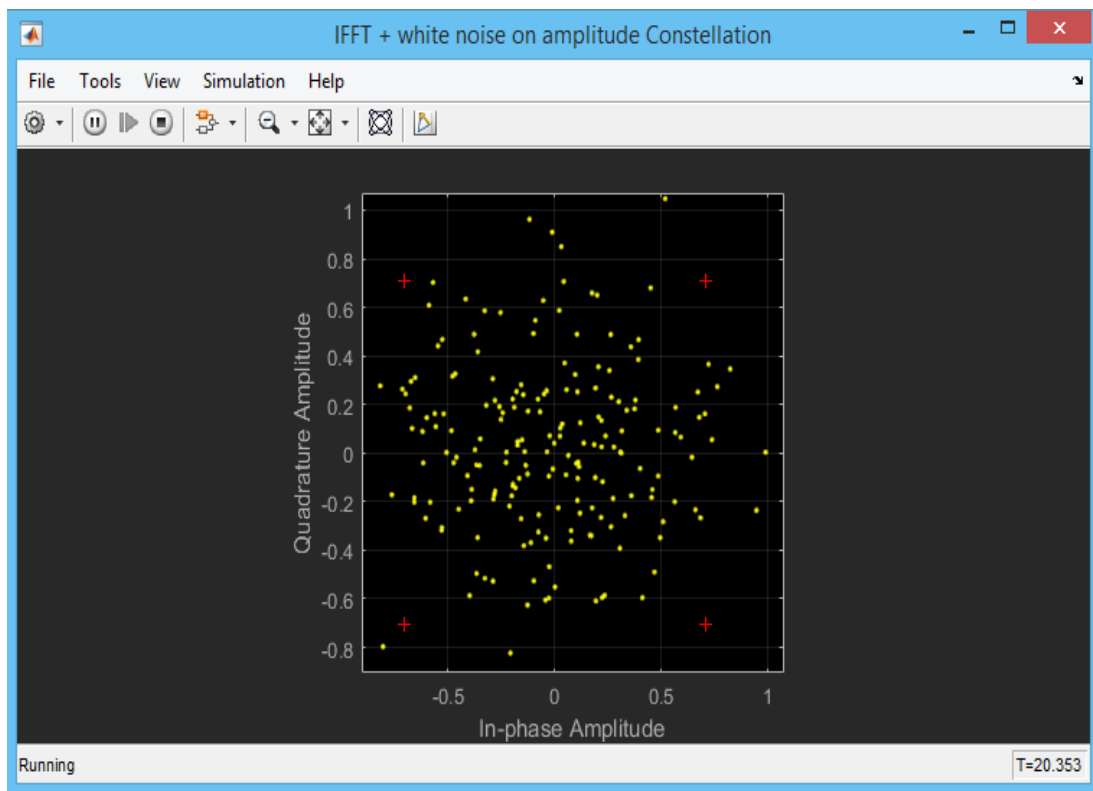 IFFT + white noise on amplitude Constellation
File Tools View Simulation Help
1
0.8
0.6
0.4
0.2
0
-0.2
-0.4
-0.6
-0.8
Quadrature Amplitude
-0.5 0 0.5 1
In-phase Amplitude
Running T=20.353